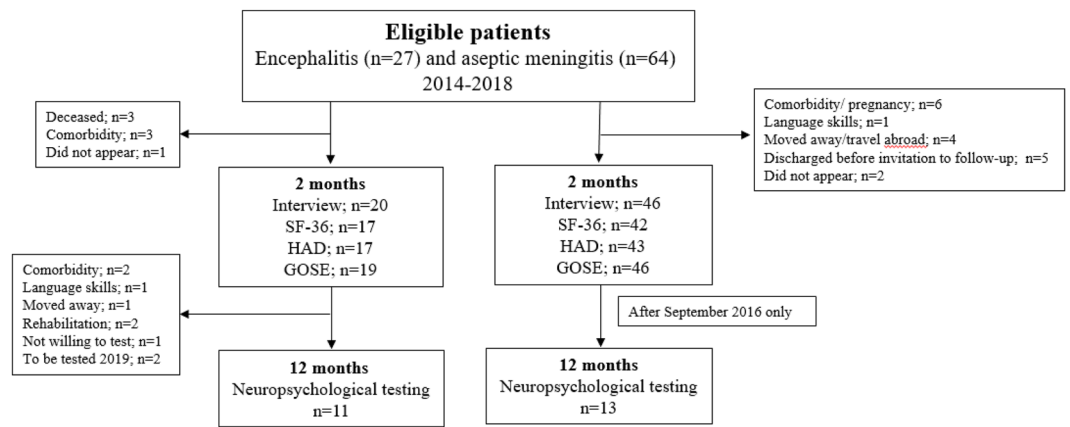 Eligible patients
Encephalitis (n=27) and aseptic meningitis (n=64)
2014-2018
Deceased; n=3
Comorbidity; n=3
Did not appear; n=1
Comorbidity/ pregnancy; n=6
Language skills; n=1
Moved away/travel abroad; n=4
Discharged before invitation to follow-up;  n=5
Did not appear; n=2
2 months
Interview; n=20
SF-36; n=17
HAD; n=17
GOSE; n=19
2 months
Interview; n=46
SF-36; n=42
HAD; n=43
GOSE; n=46
Comorbidity; n=2
Language skills; n=1
Moved away; n=1
Rehabilitation; n=2
Not willing to test; n=1
To be tested 2019; n=2
After September 2016 only
12 months
Neuropsychological testing
n=11
12 months
Neuropsychological testing
n=13